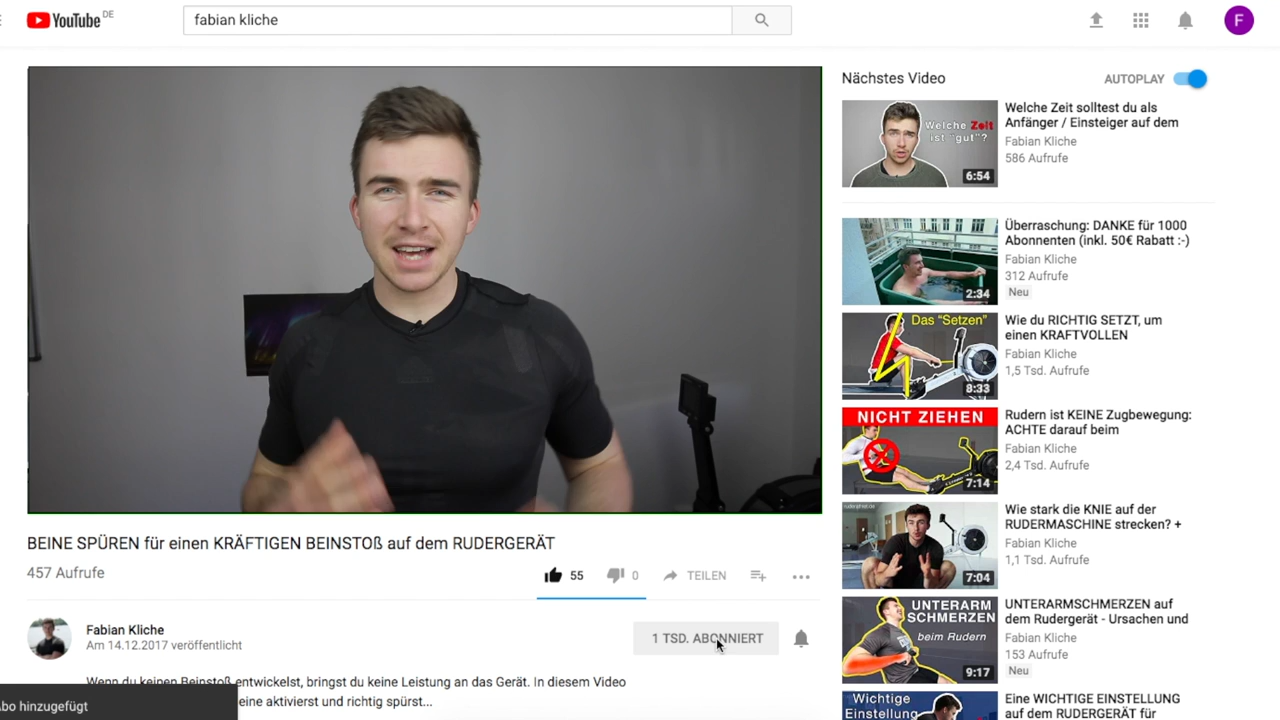 YouTube DE
fabian kliche
F
Nächstes Video
AUTOPLAY
Welche Zeit
ist "gut"?
6:54
Welche Zeit solltest du als
Anfänger / Einsteiger auf dem
Fabian Kliche
586 Aufrufe
2:34
Überraschung: DANKE für 1000
Abonnenten (inkl. 50€ Rabatt :-)
Fabian Kliche
312 Aufrufe
Neu
Das "Setzen"
8:33
Wie du RICHTIG SETZT, um
einen KRAFTVOLLEN
Fabian Kliche
1,5 Tsd. Aufrufe
NICHT ZIEHEN
7:14
Rudern ist KEINE Zugbewegung:
ACHTE darauf beim
Fabian Kliche
2,4 Tsd. Aufrufe
7:04
Wie stark die KNIE auf der
RUDERMASCHINE strecken? +
Fabian Kliche
1,1 Tsd. Aufrufe
UNTERARM
SCHMERZEN
beim Rudern
9:17
UNTERARMSCHMERZEN auf
dem Rudergerät - Ursachen und
Fabian Kliche
153 Aufrufe
Neu
Wichtige
Einstellung
Eine WICHTIGE EINSTELLUNG
auf dem RUDERGERÄT für
BEINE SPÜREN für einen KRÄFTIGEN BEINSTOß auf dem RUDERGERÄT
457 Aufrufe
55
0
TEILEN
Fabian Kliche
Am 14.12.2017 veröffentlicht
1 TSD. ABONNIERT
Wenn du keinen Beinstoß entwickelst, bringst du keine Leistung an das Gerät. In diesem Video
eine aktivierst und richtig spürst...
Abo hinzugefügt